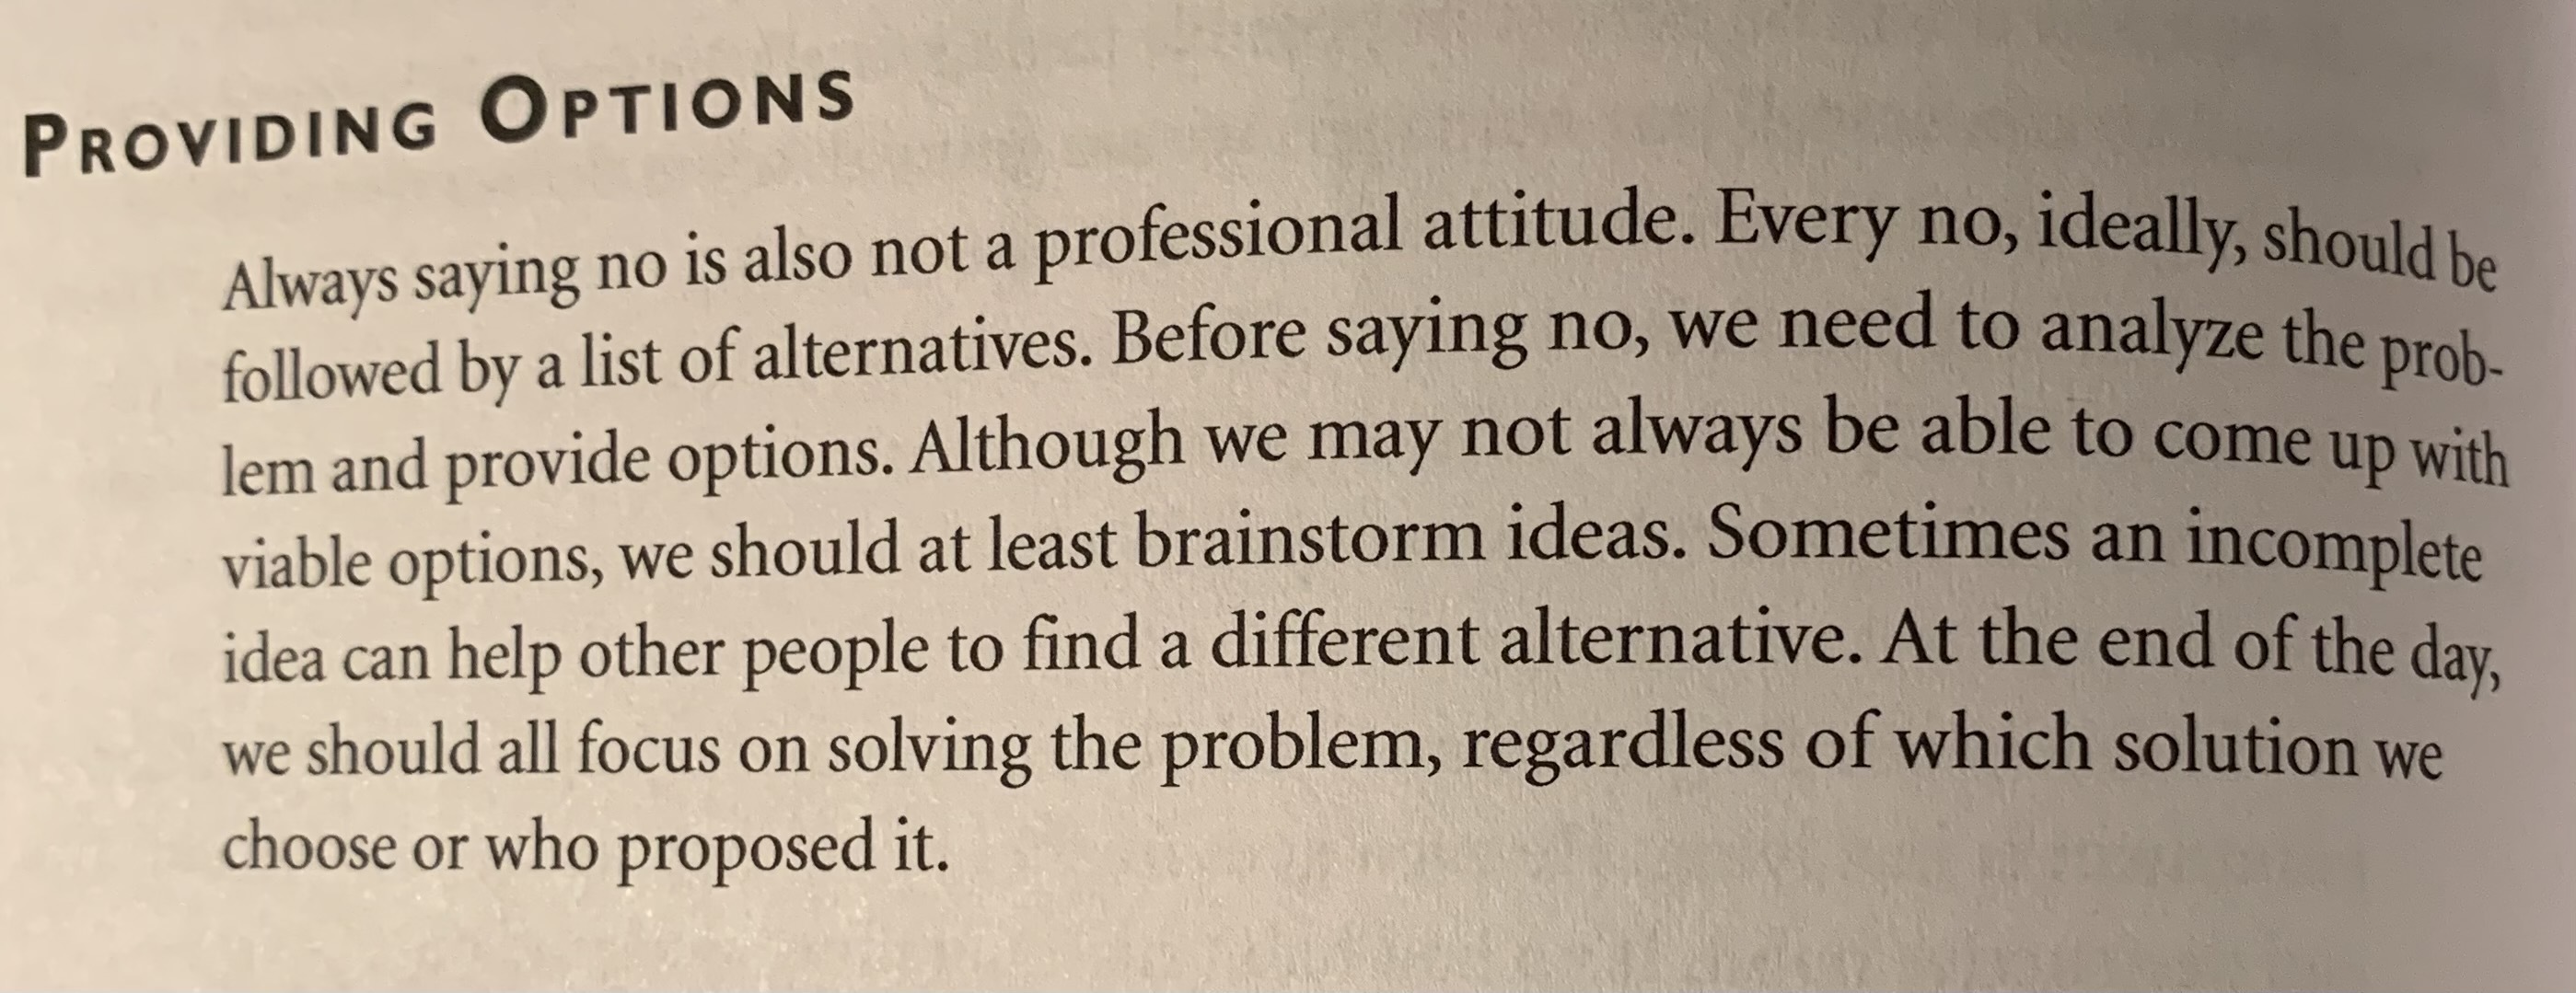 Providing Options
Always saying no is also not a professional attitude. Every no, ideally, should be
followed by a list of alternatives. Before saying no, we need to analyze the prob-
lem and provide options. Although we may not always be able to come up with
viable options, we should at least brainstorm ideas. Sometimes an incomplete
idea can help other people to find a different alternative. At the end of the day,
we should all focus on solving the problem, regardless of which solution we
choose or who proposed it.